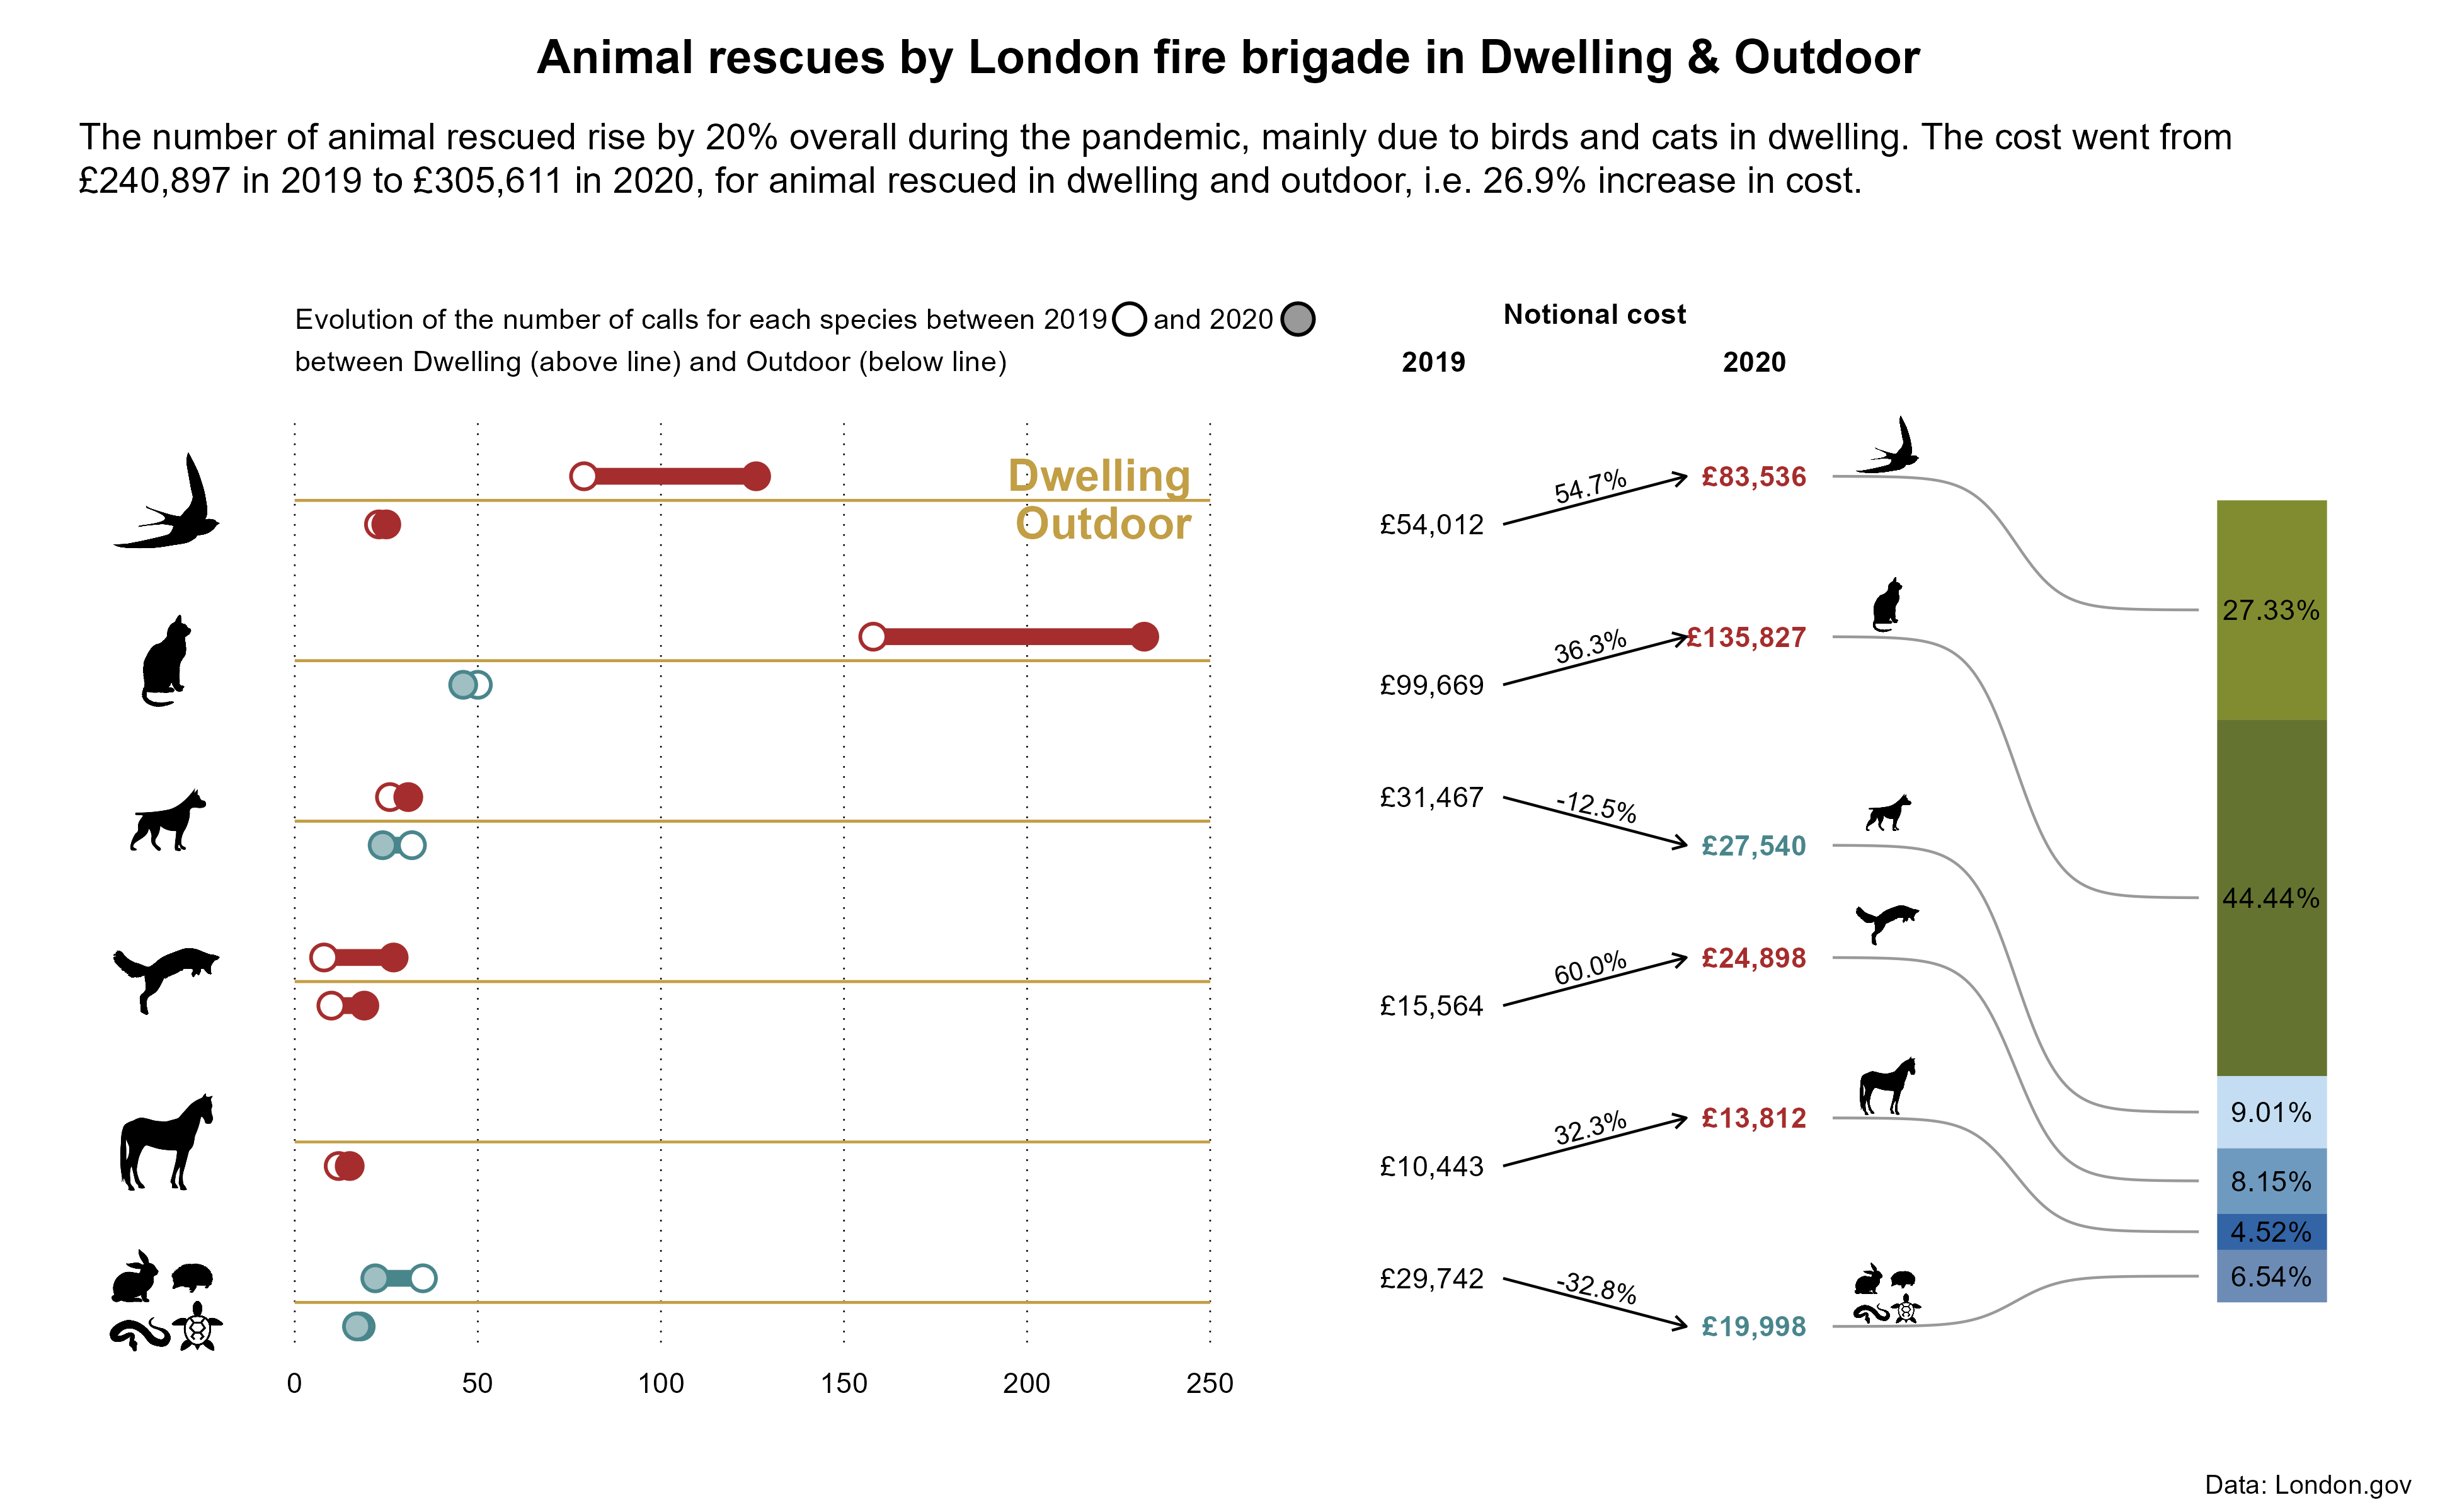 Animal rescues by London fire brigade in Dwelling & Outdoor
The number of animal rescued rise by 20% overall during the pandemic, mainly due to birds and cats in dwelling. The cost went from
£240,897 in 2019 to £305,611 in 2020, for animal rescued in dwelling and outdoor, i.e. 26.9% increase in cost.
Evolution of the number of calls for each species between 2019 and 2020
between Dwelling (above line) and Outdoor (below line)
Notional cost
2019 2020
Dwelling
Outdoor
54.7% £83,536
£54,012
27.33%
36.3% £135,827
£99,669
£31,467 -12.5%
£27,540
44.44%
60.0% £24,898
£15,564
32.3% £13,812
9.01%
£10,443
8.15%
4.52%
£29,742 -32.8%
6.54%
£19,998
0 50 100 150 200 250
Data: London.gov